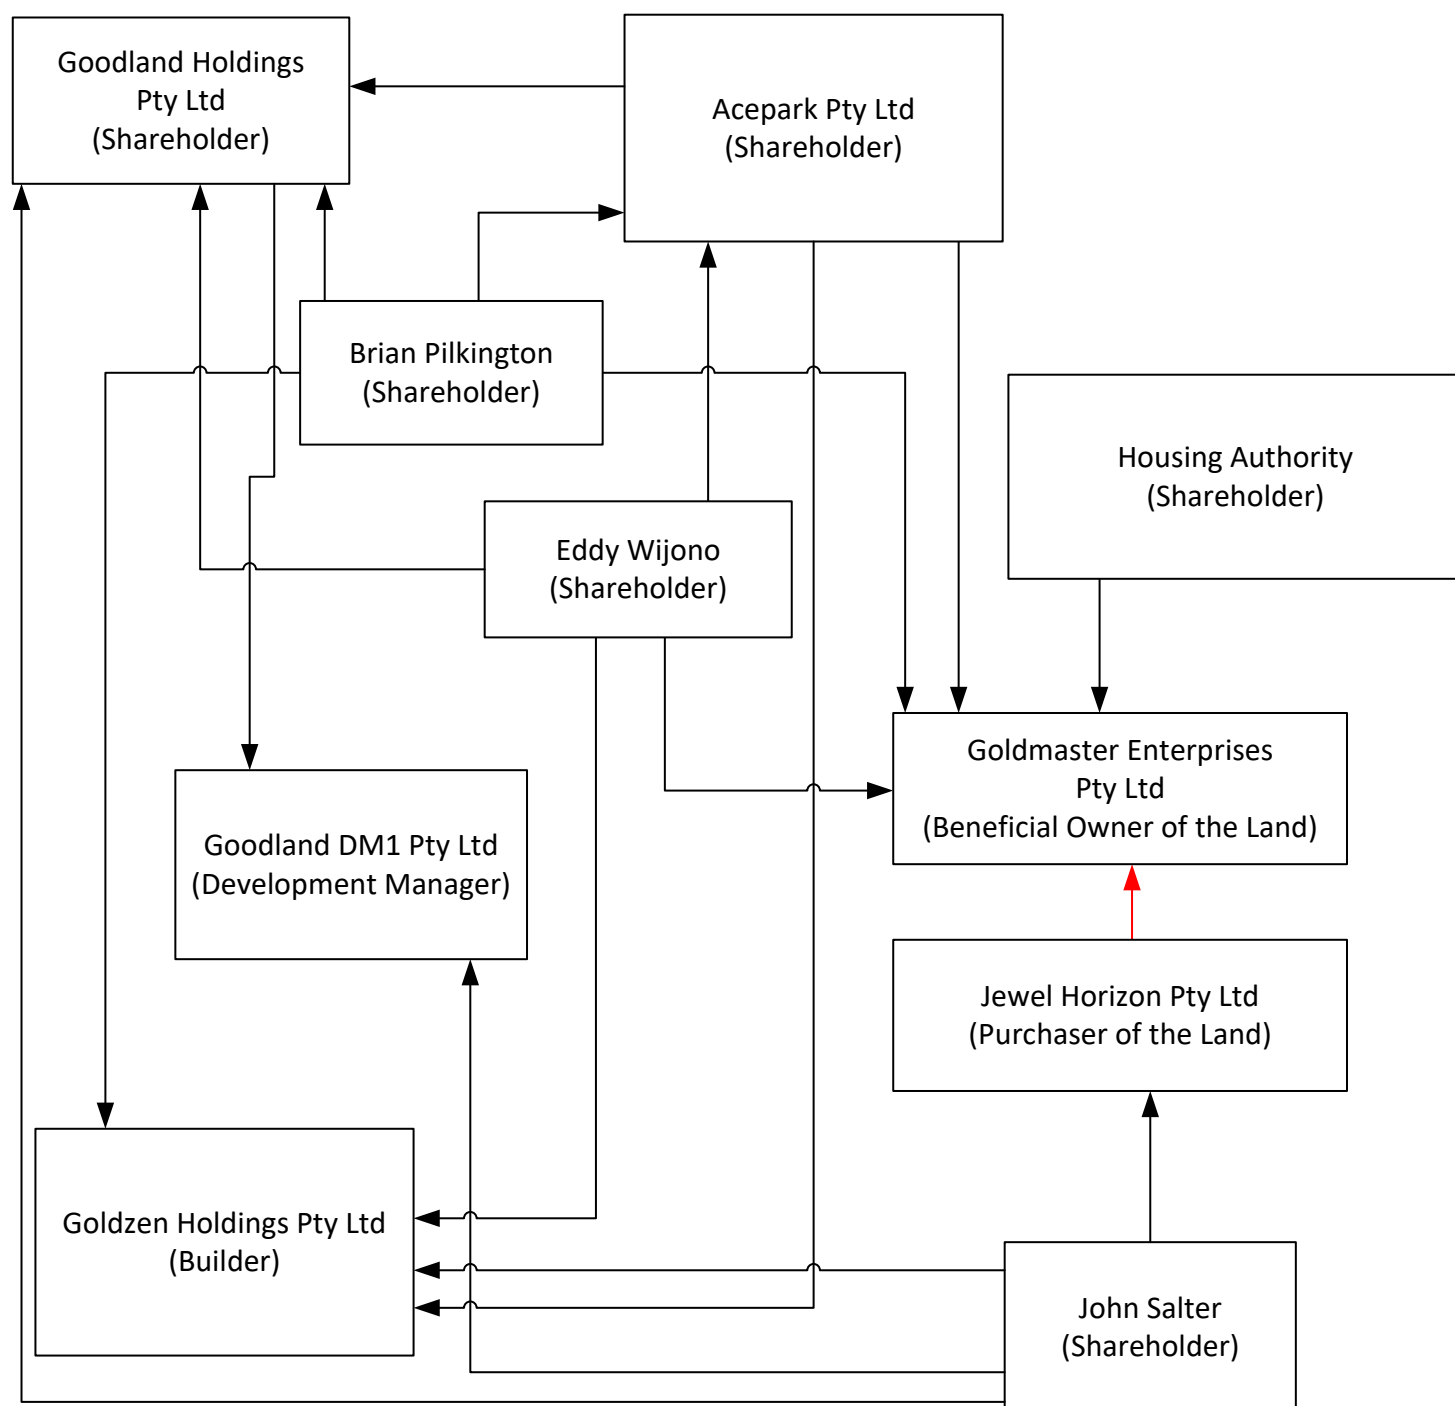 Goodland Holdings
Pty Ltd
(Shareholder)
Acepark Pty Ltd
(Shareholder)
Brian Pilkington
(Shareholder)
Housing Authority
(Shareholder)
Eddy Wijono
(Shareholder)
Goldmaster Enterprises
Pty Ltd
(Beneficial Owner of the Land)
Goodland DM1 Pty Ltd
(Development Manager)
Jewel Horizon Pty Ltd
(Purchaser of the Land)
Goldzen Holdings Pty Ltd
(Builder)
John Salter
(Shareholder)